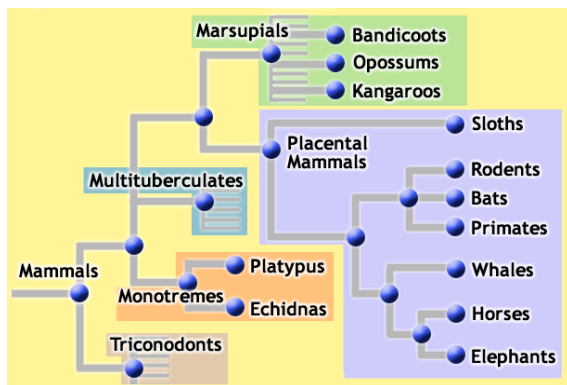 Marsupials
Bandicoots
Opossums
Kangaroos
Sloths
Placental
Mammals
Rodents
Multituberculates
Bats
Primates
Mammals
Platypus
Whales
Monotremes
Echidnas
Horses
Triconodonts
Elephants